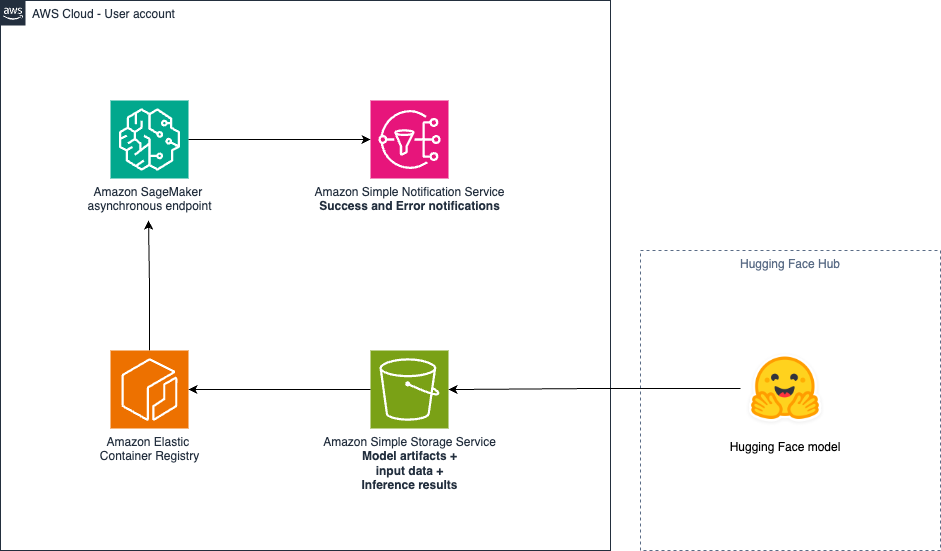 aws
AWS Cloud - User account
Amazon SageMaker
asynchronous endpoint
Amazon Simple Notification Service
Success and Error notifications
Hugging Face Hub
Amazon Elastic
Container Registry
Amazon Simple Storage Service
Model artifacts +
input data +
Inference results
Hugging Face model